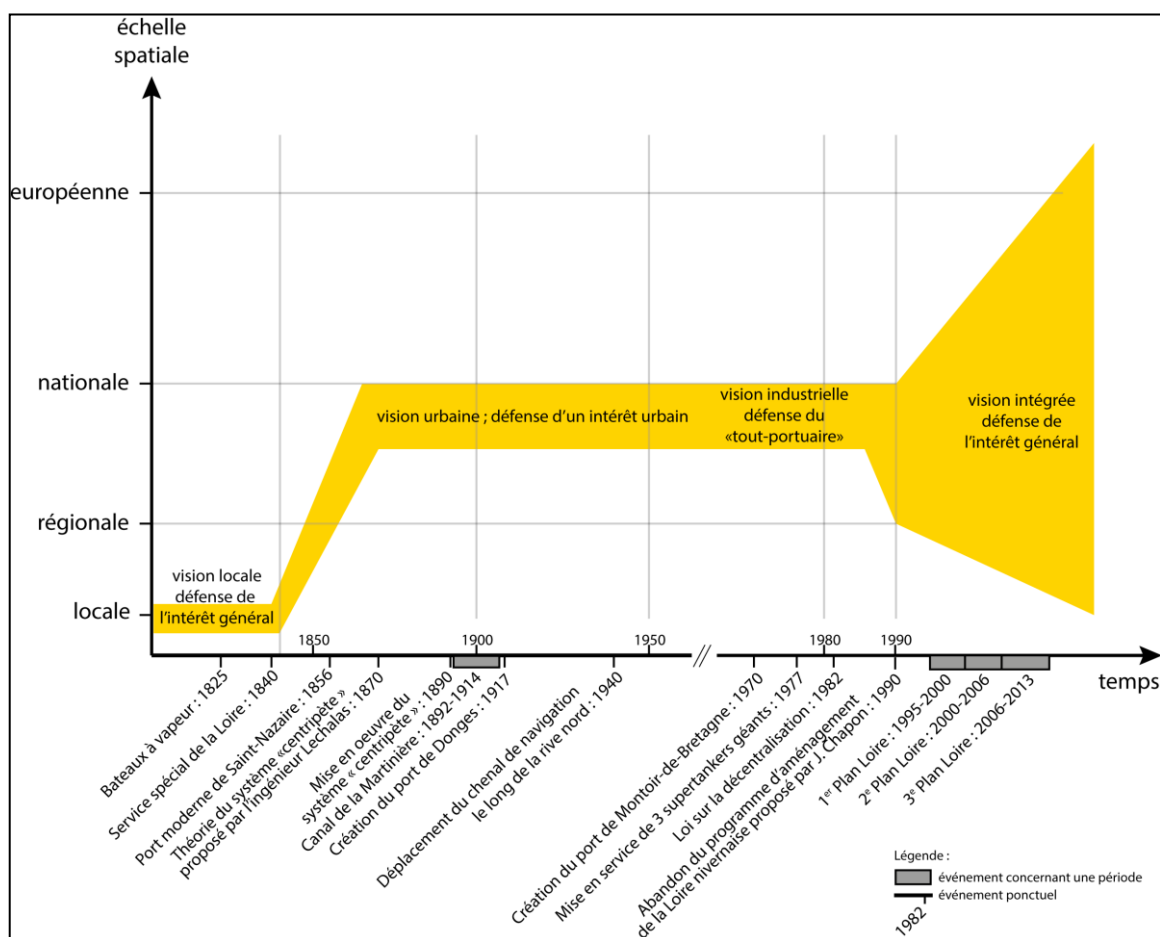 échelle
spatiale
européenne
nationale
régionale
locale
vision locale
défense de
l'intérêt général
vision urbaine ; défense d'un intérêt urbain
vision industrielle
défense du
«tout-portuaire»
vision intégrée
défense de
l'intérêt général
1850
1900
1950
1980
1990
temps
Bateaux à vapeur : 1825
Service spécial de la Loire : 1840
Port moderne de Saint-Nazaire : 1856
Théorie du système «centripète»
proposé par l'ingénieur Lechalas : 1870
Mise en oeuvre du
système « centripète » : 1890
Canal de la Martinière : 1892-1914
Création du port de Donges : 1917
Déplacement du chenal de navigation
le long de la rive nord : 1940
Création du port de Montoir-de-Bretagne : 1970
Mise en service de 3 supertankers géants : 1977
Loi sur la décentralisation : 1982
Abandon du programme d'aménagement
de la Loire nivernaise proposé par J. Chapon : 1990
1er Plan Loire : 1995-2000
2e Plan Loire : 2000-2006
3e Plan Loire : 2006-2013
Légende :
événement concernant une période
événement ponctuel
1982